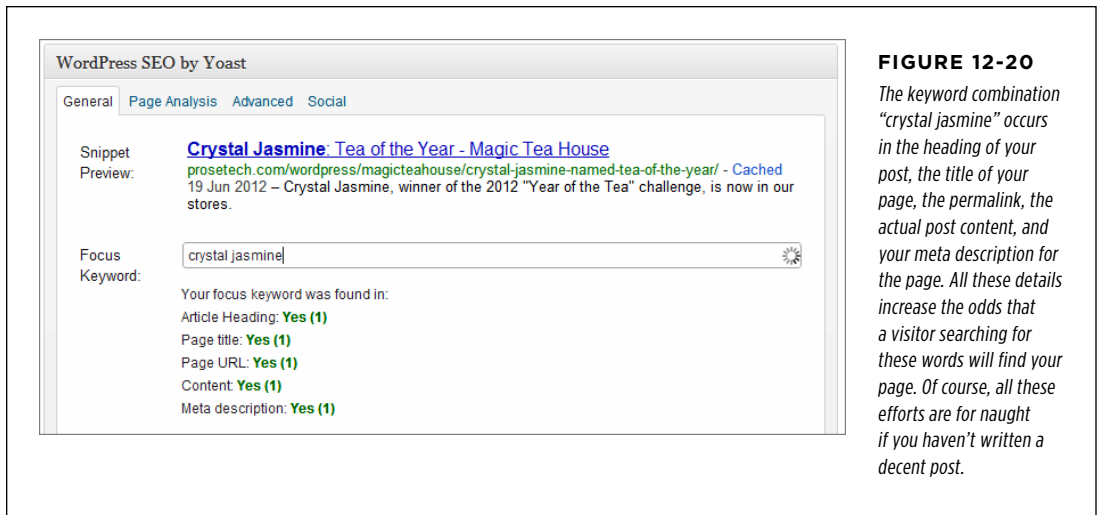 WordPress SEO by Yoast
General Page Analysis Advanced Social
Snippet Preview:
Crystal Jasmine: Tea of the Year - Magic Tea House
prosetech.com/wordpress/magicteahouse/crystal-jasmine-named-tea-of-the-year/ - Cached
19 Jun 2012 – Crystal Jasmine, winner of the 2012 "Year of the Tea" challenge, is now in our
stores.
Focus Keyword:
crystal jasmine
Your focus keyword was found in:
Article Heading: Yes (1)
Page title: Yes (1)
Page URL: Yes (1)
Content: Yes (1)
Meta description: Yes (1)
FIGURE 12-20
The keyword combination
“crystal jasmine” occurs
in the heading of your
post, the title of your
page, the permalink, the
actual post content, and
your meta description for
the page. All these details
increase the odds that
a visitor searching for
these words will find your
page. Of course, all these
efforts are for naught
if you haven’t written a
decent post.